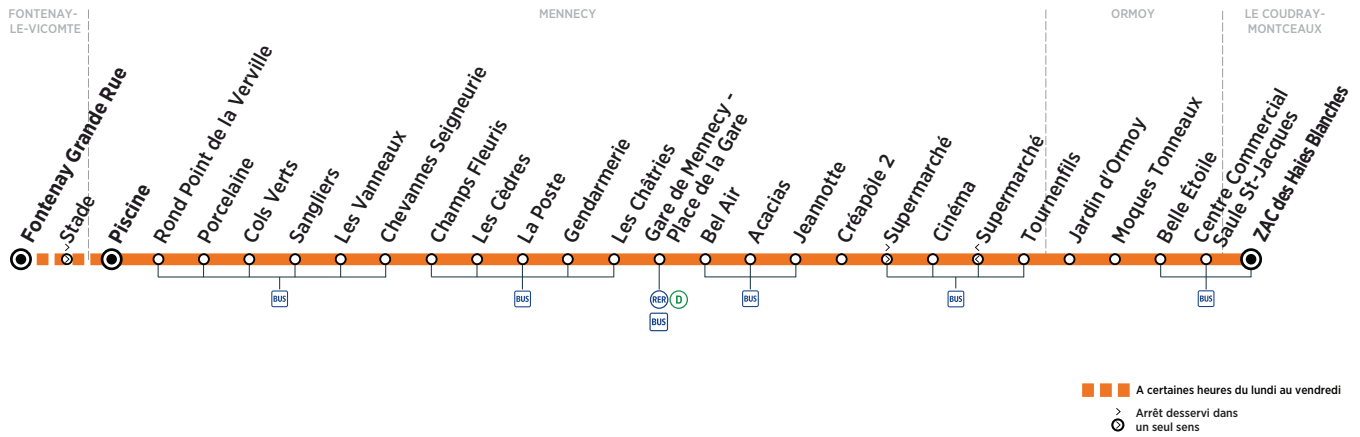 FONTENAY-
LE-VICOMTE
MENNECY
ORMOY
LE COUDRAY-
MONTCEAUX
Fontenay Grande Rue
Stade
Piscine
Rond Point de la Verville
Porcelaine
Cols Verts
Sangliers
Les Vanneaux
Chevannes Seigneurie
Champs Fleuris
Les Cèdres
La Poste
Gendarmerie
Les Châtries
Gare de Mennecy -
Place de la Gare
Bel Air
Acacias
Jeannotte
Créapôle 2
Supermarché
Cinéma
Supermarché
Tournenfils
Jardin d'Ormoy
Moques Tonneaux
Belle Étoile
Centre Commercial
Saule St-Jacques
ZAC des Haies Blanches
BUS
BUS
RER D
BUS
BUS
BUS
BUS
A certaines heures du lundi au vendredi
Arrêt desservi dans
un seul sens